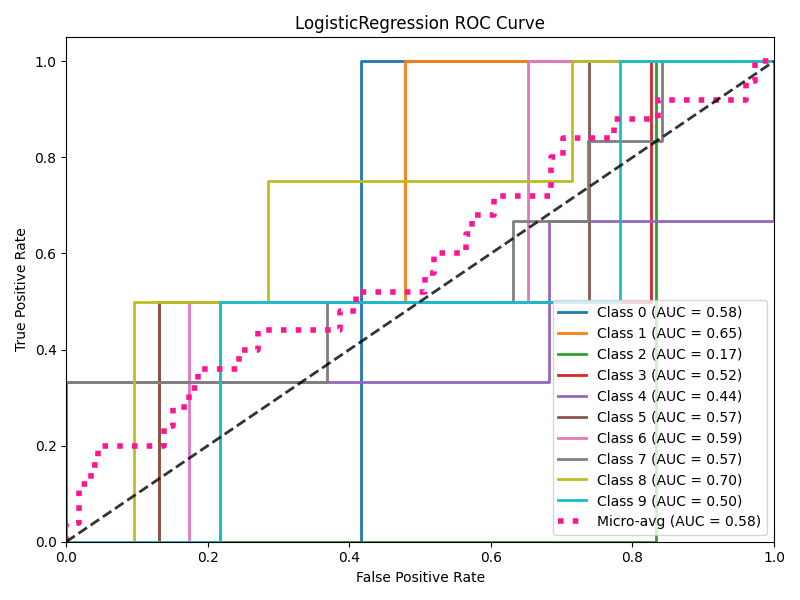 LogisticRegression ROC Curve
True Positive Rate
1.0
0.8
0.6
0.4
0.2
0.0
Class 0 (AUC = 0.58)
Class 1 (AUC = 0.65)
Class 2 (AUC = 0.17)
Class 3 (AUC = 0.52)
Class 4 (AUC = 0.44)
Class 5 (AUC = 0.57)
Class 6 (AUC = 0.59)
Class 7 (AUC = 0.57)
Class 8 (AUC = 0.70)
Class 9 (AUC = 0.50)
Micro-avg (AUC = 0.58)
0.0 0.2 0.4 0.6 0.8 1.0
False Positive Rate